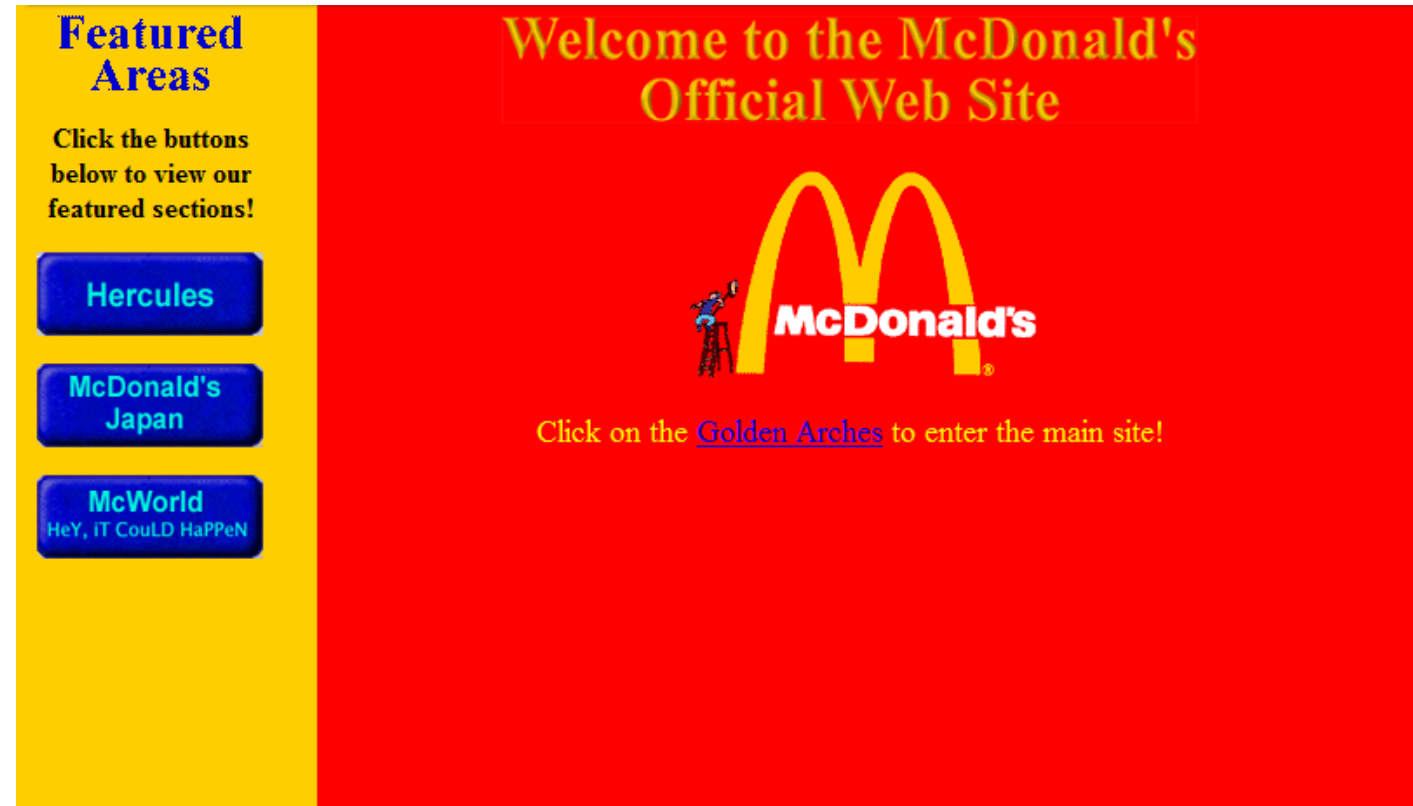 Featured
Areas
Click the buttons
below to view our
featured sections!
Hercules
McDonald's
Japan
McWorld
HeY, iT CouLD HaPPeN
Welcome to the McDonald's
Official Web Site
McDonald's
®
Click on the Golden Arches to enter the main site!